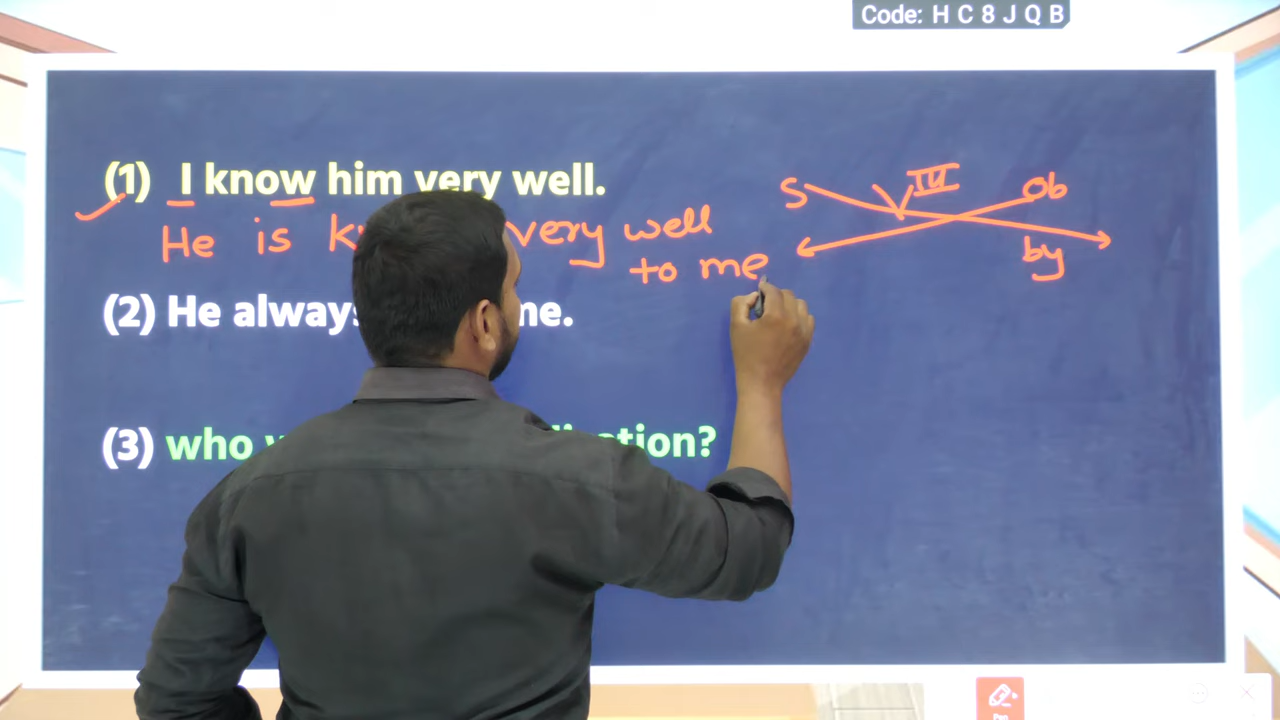 Code: H C 8 J Q B
(1) I know him very well.
S V III Ob
He is very well
to me by
(2) He always me.
(3) who